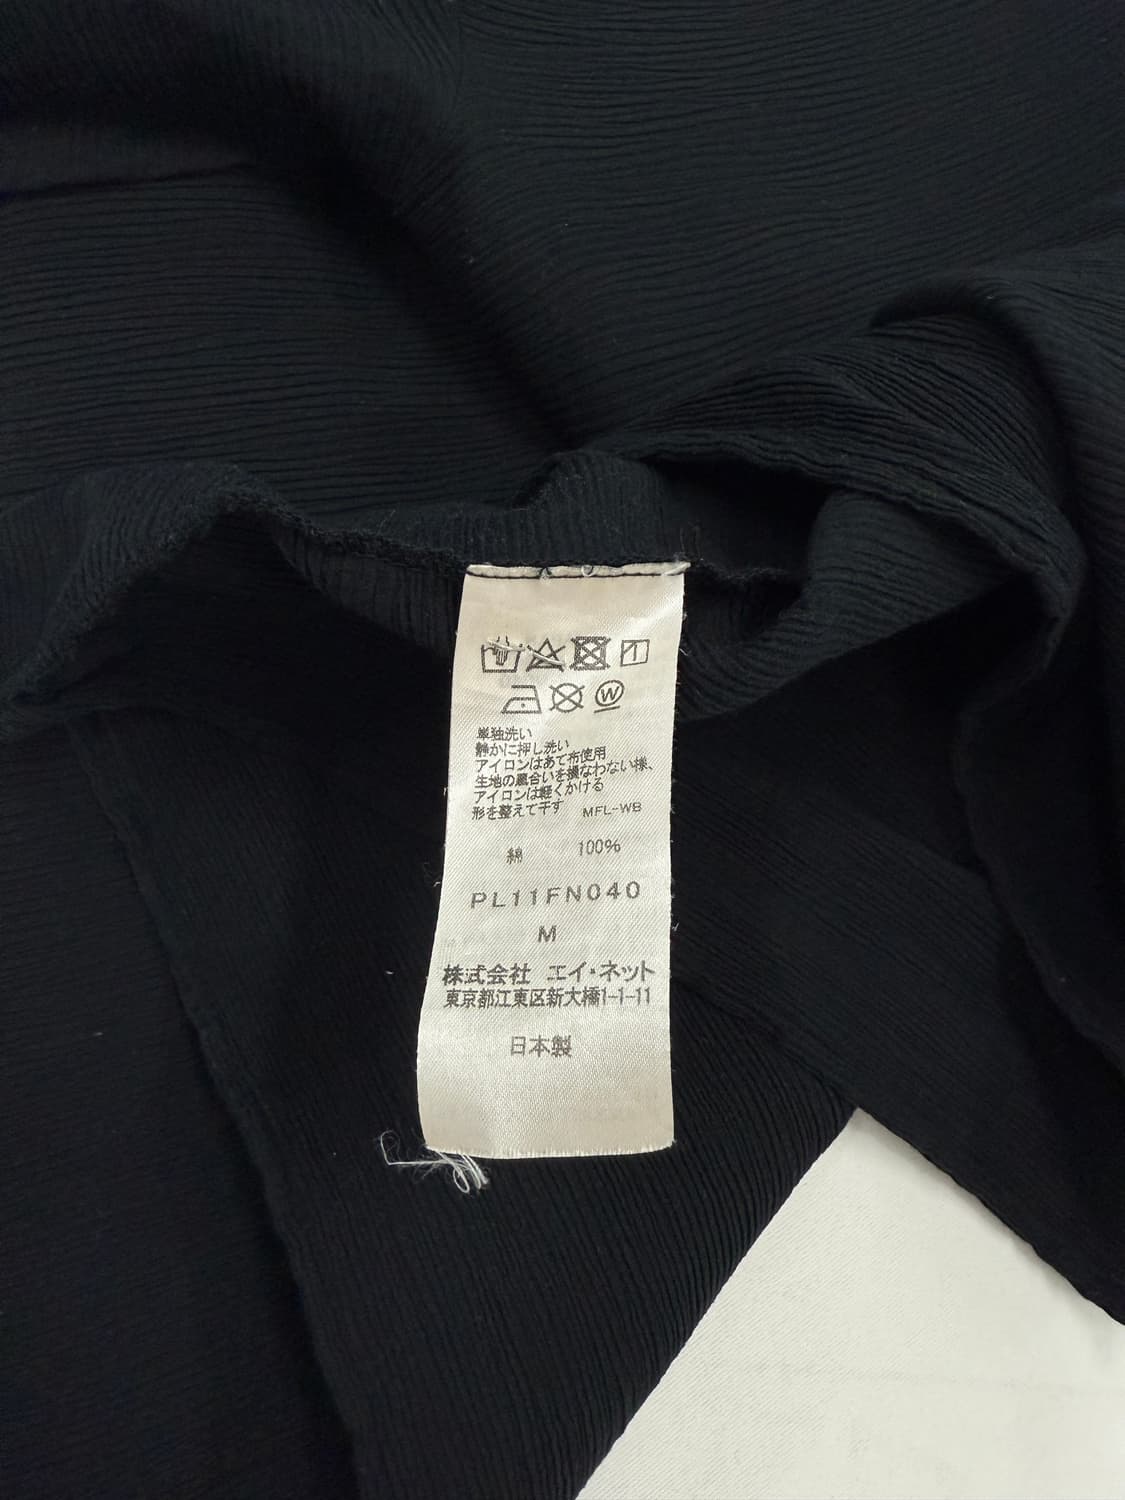 W
単独洗い
静かに押し洗い
アイロンはあて布使用
生地の風合いを損なわない様、
アイロンは軽くかける
形を整えて干す MFL-WB
綿 100%
PL11FN040
M
株式会社 エイ・ネット
東京都江東区新大橋1-1-11
日本製